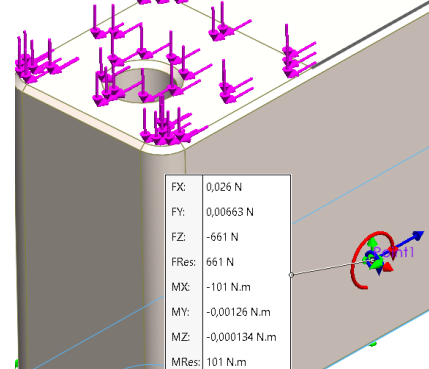 FX: 0,026 N
FY: 0,00663 N
FZ: -661 N
FRes: 661 N
MX: -101 N.m
MY: -0,00126 N.m
MZ: -0,000134 N.m
MRes: 101 N.m